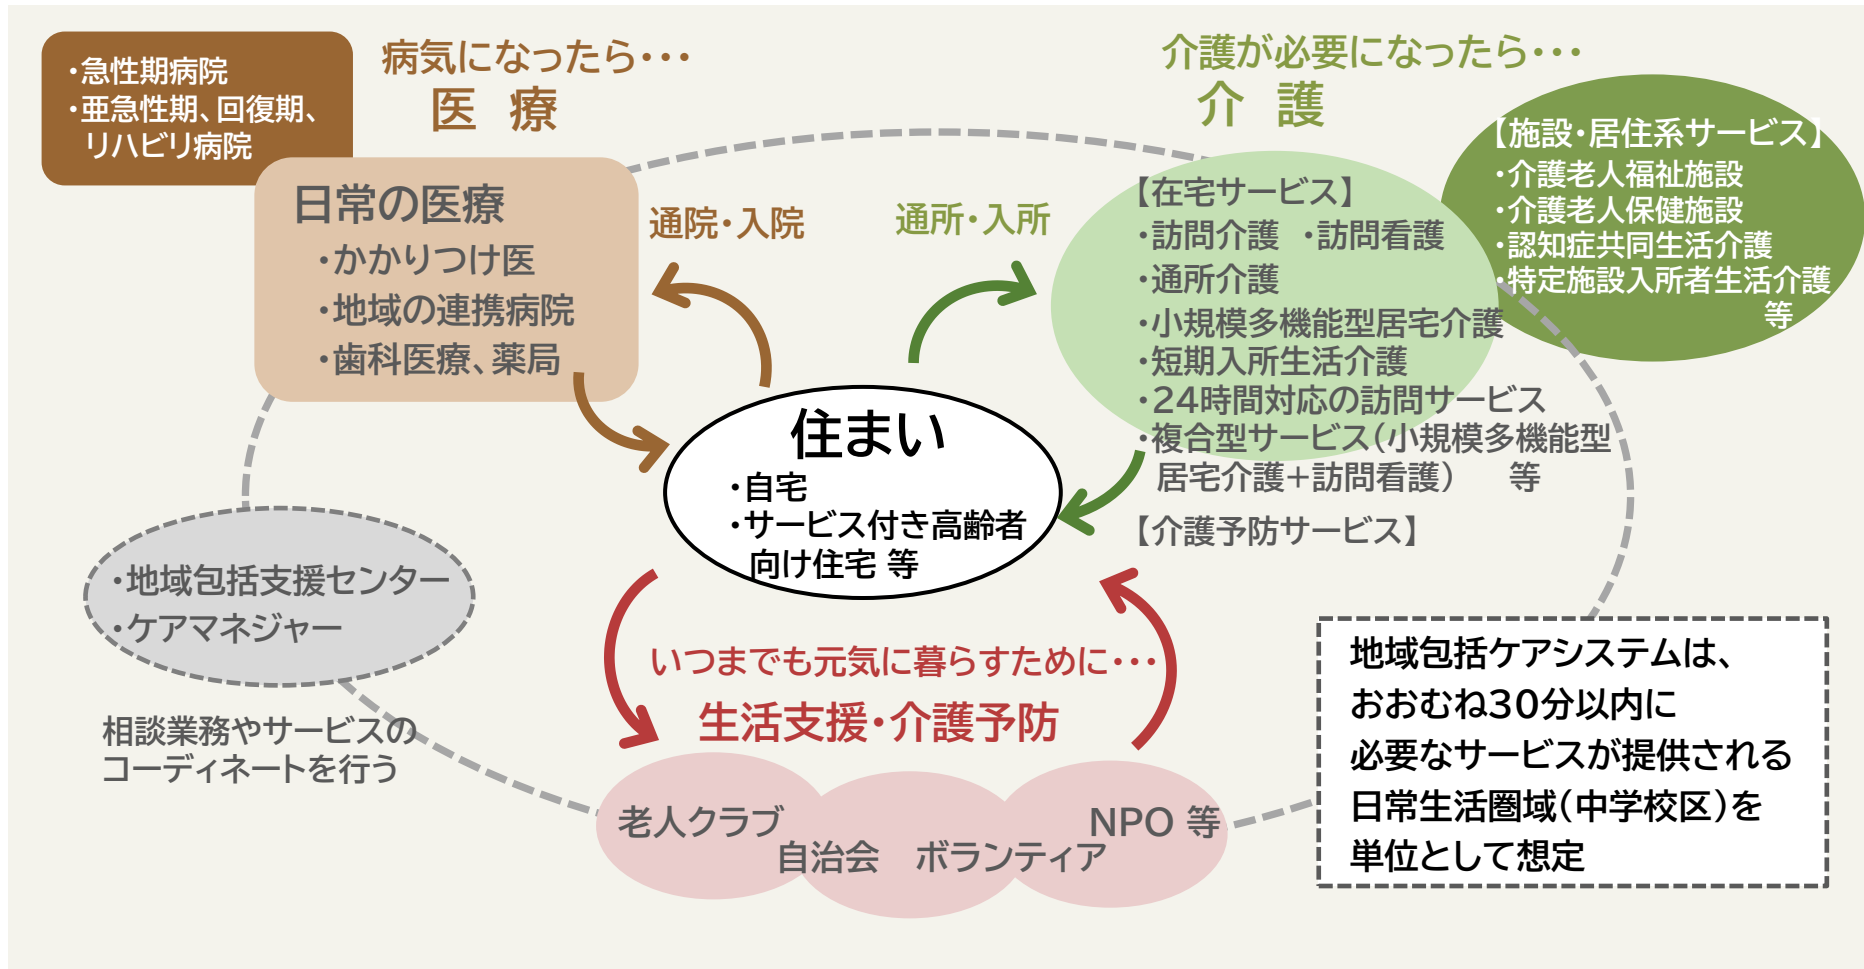 ・急性期病院
・亜急性期、回復期、
リハビリ病院
病気になったら・・・
医 療
日常の医療
・かかりつけ医
・地域の連携病院
・歯科医療、薬局
通院・入院
介護が必要になったら・・・
介 護
通所・入所
【在宅サービス】
・訪問介護 ・訪問看護
・通所介護
・小規模多機能型居宅介護
・短期入所生活介護
・24時間対応の訪問サービス
・複合型サービス(小規模多機能型
居宅介護+訪問看護) 等
【介護予防サービス】
【施設・居住系サービス】
・介護老人福祉施設
・介護老人保健施設
・認知症共同生活介護
・特定施設入所者生活介護
等
住まい
・自宅
・サービス付き高齢者
向け住宅 等
・地域包括支援センター
・ケアマネジャー
相談業務やサービスの
コーディネートを行う
いつまでも元気に暮らすために・・・
生活支援・介護予防
老人クラブ
自治会 ボランティア
NPO 等
地域包括ケアシステムは、
おおむね30分以内に
必要なサービスが提供される
日常生活圏域(中学校区)を
単位として想定